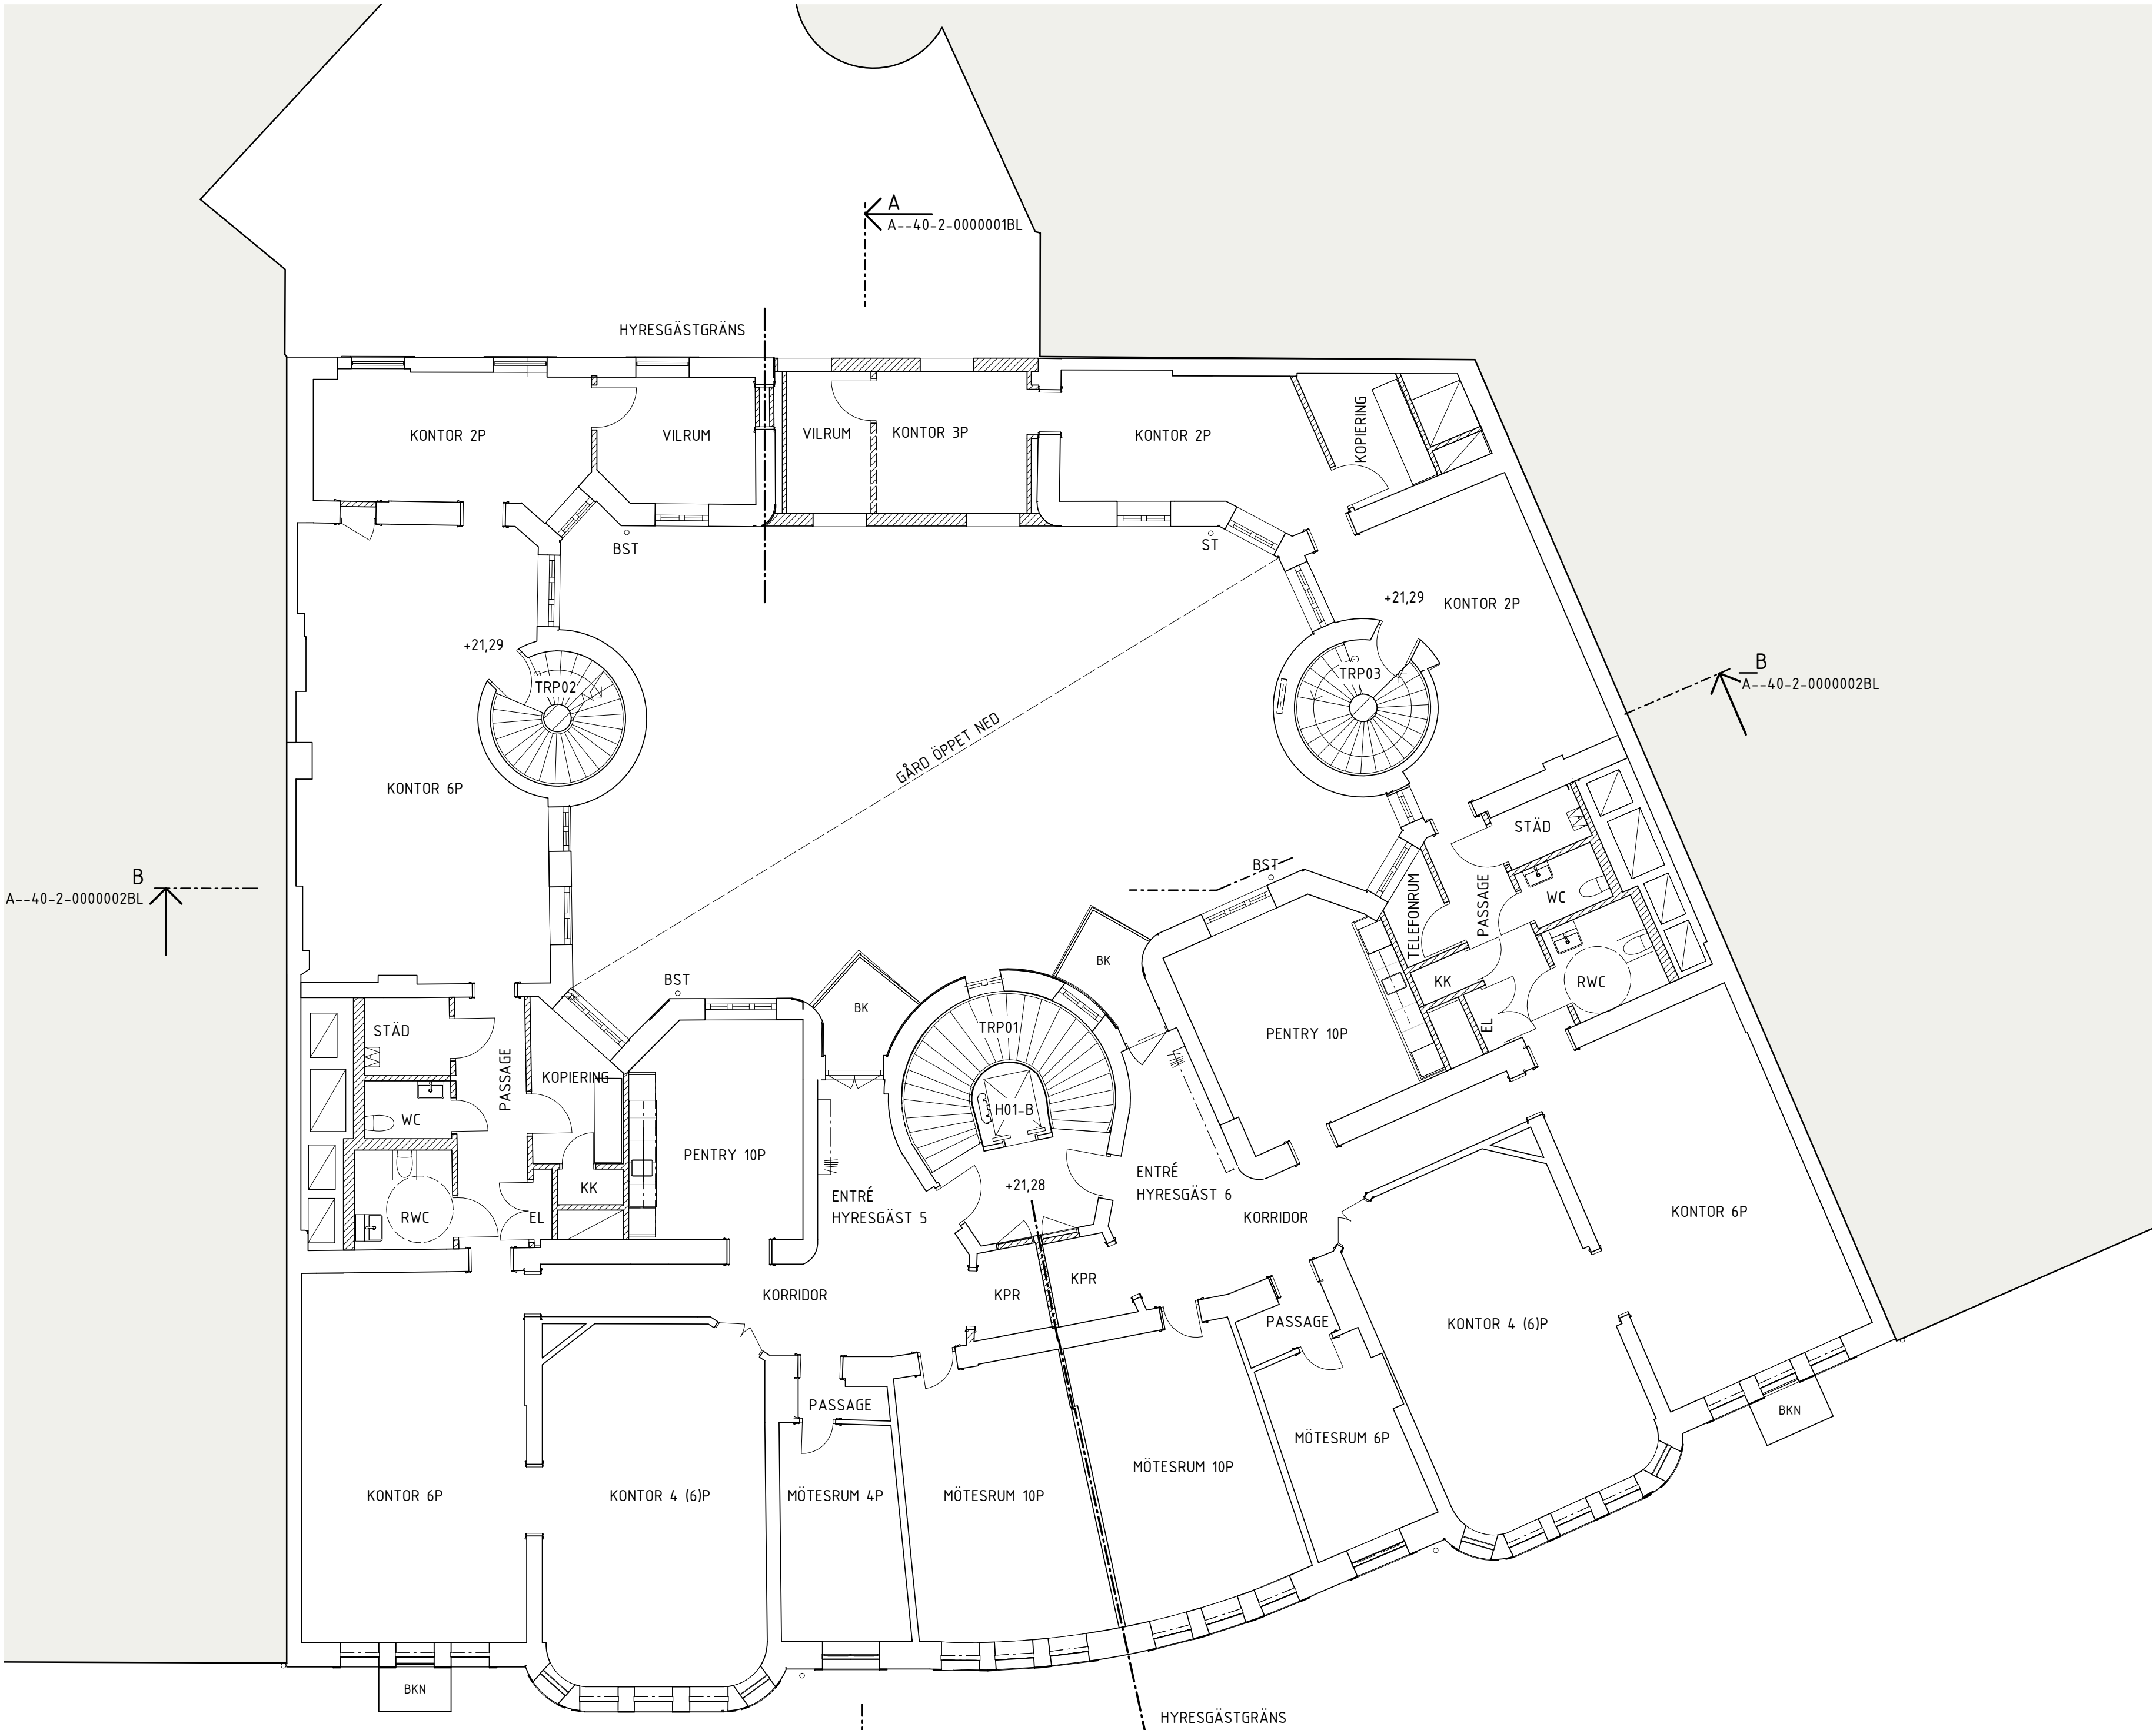 A
A--40-2-0000001BL
HYRESGÄSTGRÄNS
KONTOR 2P
VILRUM
VILRUM
KONTOR 3P
KONTOR 2P
KOPIERING
BST
ST
+21,29
KONTOR 2P
+21,29
TRP02
TRP03
B
A--40-2-0000002BL
GÅRD ÖPPET NED
KONTOR 6P
STÄD
BST
B
A--40-2-0000002BL
TELEFONRUM
PASSAGE
WC
BK
BST
BK
KK
RWC
STÄD
TRP01
EL
PENTRY 10P
PASSAGE
KOPIERING
WC
H01-B
PENTRY 10P
ENTRÉ
HYRESGÄST 6
+21,28
KK
ENTRÉ
HYRESGÄST 5
RWC
EL
KORRIDOR
KONTOR 6P
KPR
KORRIDOR
KPR
PASSAGE
KONTOR 4 (6)P
PASSAGE
BKN
MÖTESRUM 6P
MÖTESRUM 10P
KONTOR 6P
KONTOR 4 (6)P
MÖTESRUM 4P
MÖTESRUM 10P
BKN
HYRESGÄSTGRÄNS